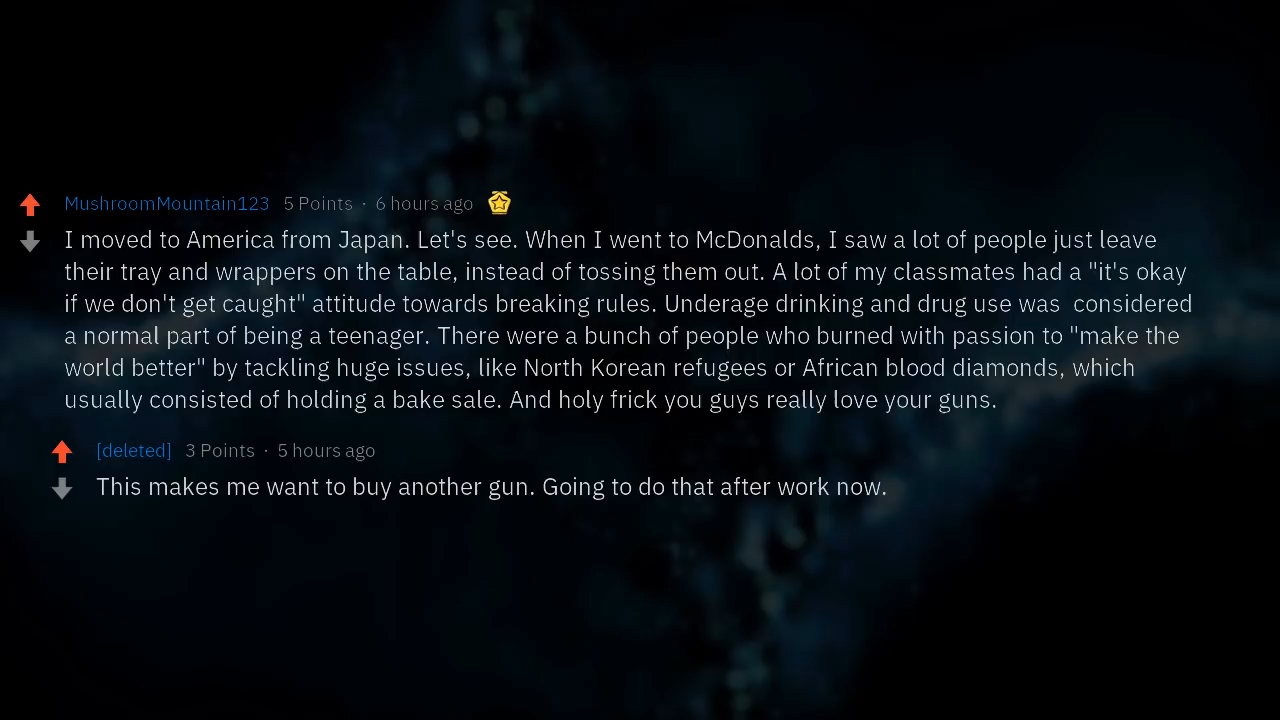 MushroomMountain123 5 Points · 6 hours ago
I moved to America from Japan. Let's see. When I went to McDonalds, I saw a lot of people just leave
their tray and wrappers on the table, instead of tossing them out. A lot of my classmates had a "it's okay
if we don't get caught" attitude towards breaking rules. Underage drinking and drug use was  considered
a normal part of being a teenager. There were a bunch of people who burned with passion to "make the
world better" by tackling huge issues, like North Korean refugees or African blood diamonds, which
usually consisted of holding a bake sale. And holy frick you guys really love your guns.
[deleted] 3 Points · 5 hours ago
This makes me want to buy another gun. Going to do that after work now.